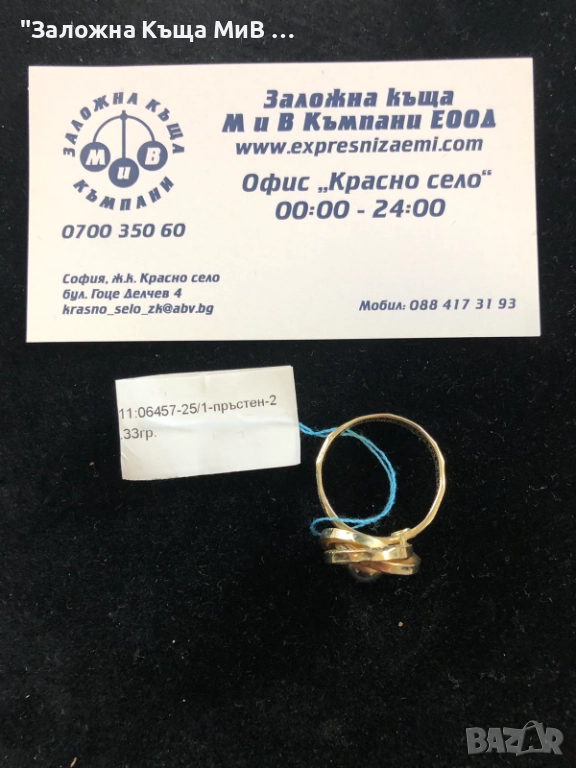 "Заложна Къща МиВ ...
ЗАЛОЖНА КЪЩА
М и В
КЪМПАНИ
0700 350 60
Заложна къща
М и В Къмпани ЕООД
www.expresnizaemi.com
Офис „Красно село“
00:00 - 24:00
София, ж.к. Красно село
бул. Гоце Делчев 4
krasno_selo_zk@abv.bg
Мобил: 088 417 31 93
11:06457-25/1-пръстен-2
.33гр.
BAZAR